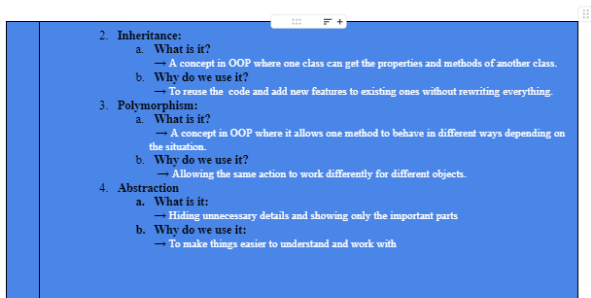 2. Inheritance:
a. What is it?
→ A concept in OOP where one class can get the properties and methods of another class.
b. Why do we use it?
→ To reuse the code and add new features to existing ones without rewriting everything.
3. Polymorphism:
a. What is it?
→ A concept in OOP where it allows one method to behave in different ways depending on
the situation.
b. Why do we use it?
→ Allowing the same action to work differently for different objects.
4. Abstraction
a. What is it:
→ Hiding unnecessary details and showing only the important parts
b. Why do we use it:
→ To make things easier to understand and work with